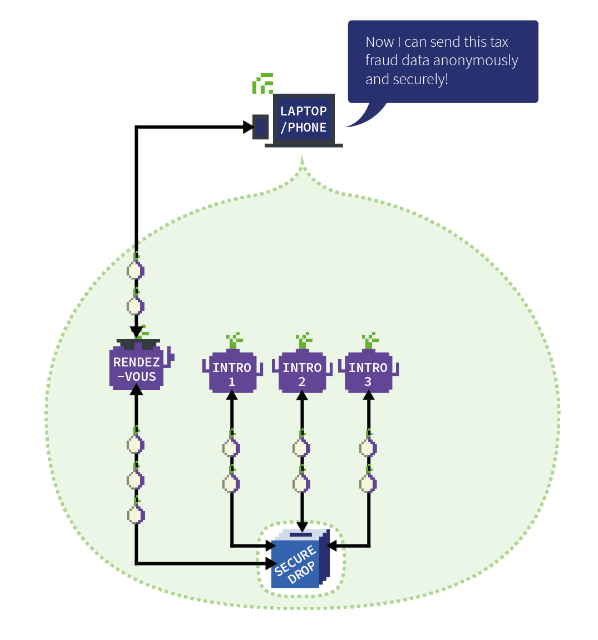 Now I can send this tax
fraud data anonymously
and securely!
LAPTOP
/PHONE
RENDEZ
-VOUS
INTRO
1
INTRO
2
INTRO
3
SECURE
DROP